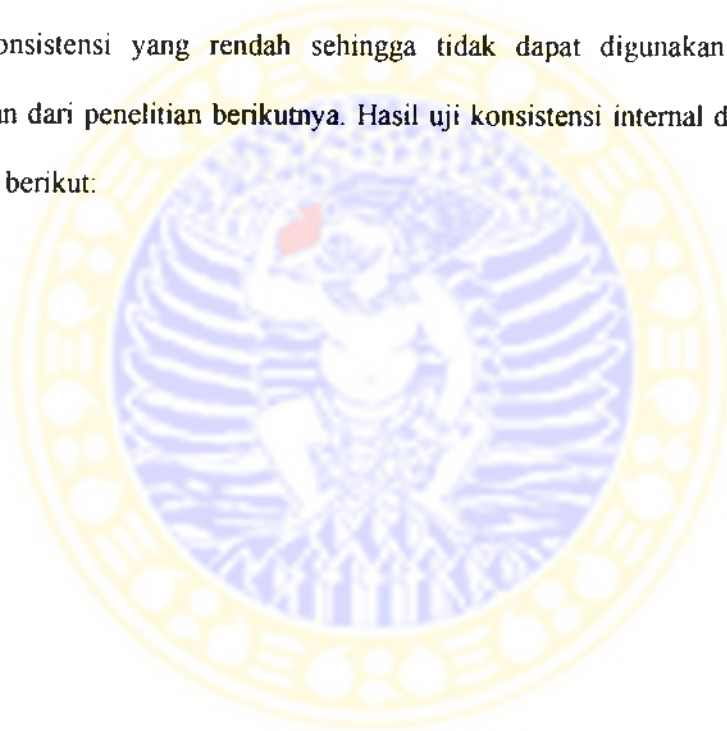 onsistensi yang rendah sehingga tidak dapat digunakan
n dari penelitian berikutnya. Hasil uji konsistensi internal d
berikut: